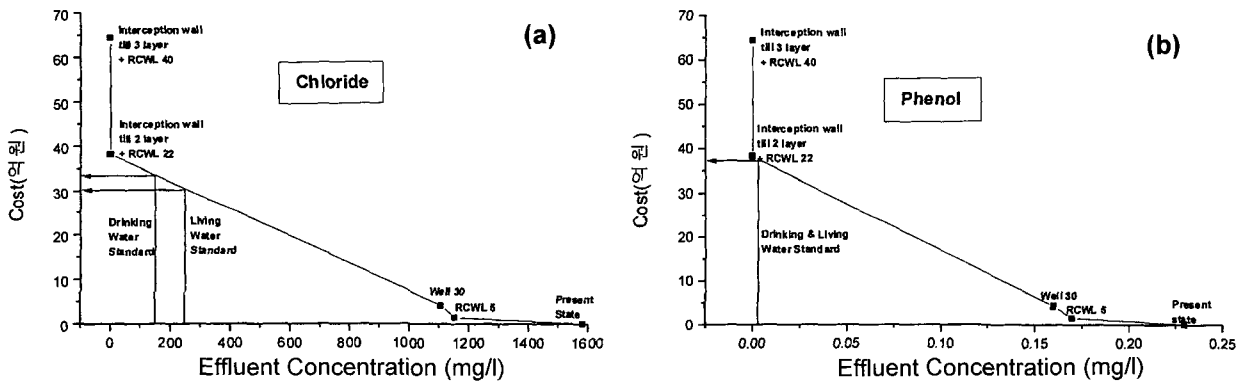 (a)
Chloride
Interception wall
till 3 layer
+ RCWL 40
Interception wall
till 2 layer
+ RCWL 22
Drinking
Water
Standard
Living
Water
Standard
Well 30
RCWL 5
Present
State
Cost(억 원)
70
60
50
40
30
20
10
0
0
200
400
600
800
1000
1200
1400
1600
Effluent Concentration (mg/l)
(b)
Phenol
Interception wall
till 3 layer
+ RCWL 40
Interception wall
till 2 layer
+ RCWL 22
Drinking & Living
Water Standard
Well 30
RCWL 5
Present
state
Cost(억 원)
70
60
50
40
30
20
10
0
0.00
0.05
0.10
0.15
0.20
0.25
Effluent Concentration (mg/l)